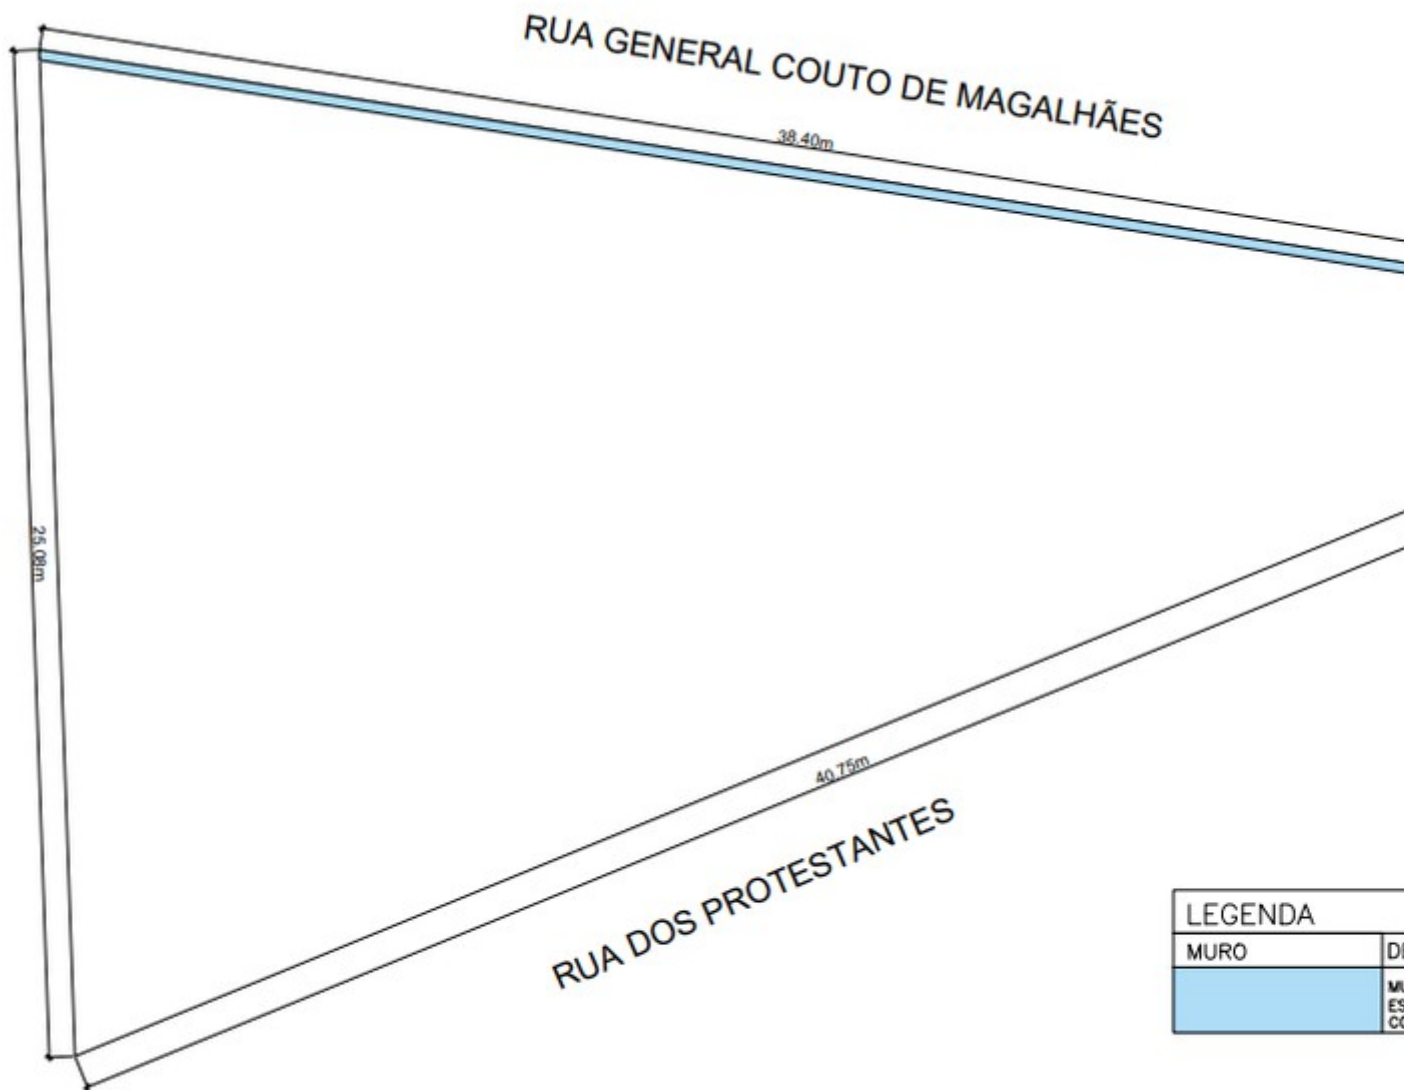 RUA GENERAL COUTO DE MAGALHÃES
38.40m
25.08m
40.75m
RUA DOS PROTESTANTES
LEGENDA
MURO